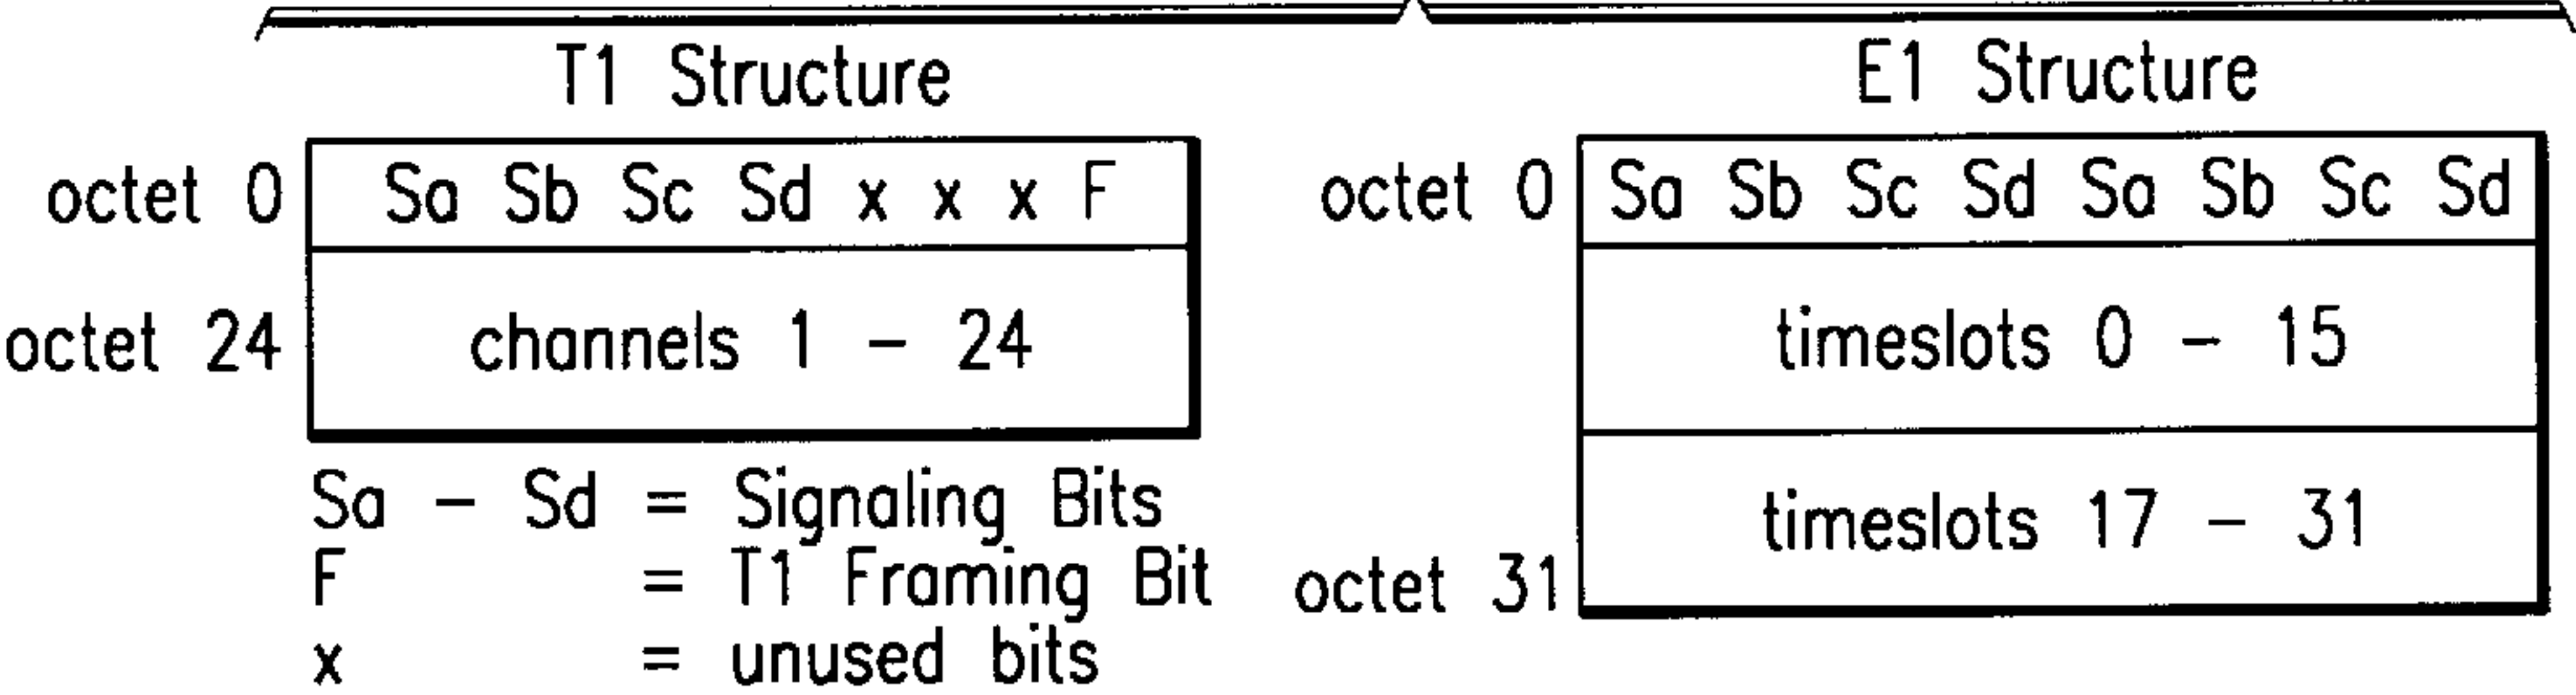 T1 Structure
octet 0 Sa Sb Sc Sd x x x F
octet 24 channels 1 – 24
Sa – Sd = Signaling Bits
F = T1 Framing Bit
x = unused bits
E1 Structure
octet 0 Sa Sb Sc Sd Sa Sb Sc Sd
timeslots 0 – 15
timeslots 17 – 31
octet 31